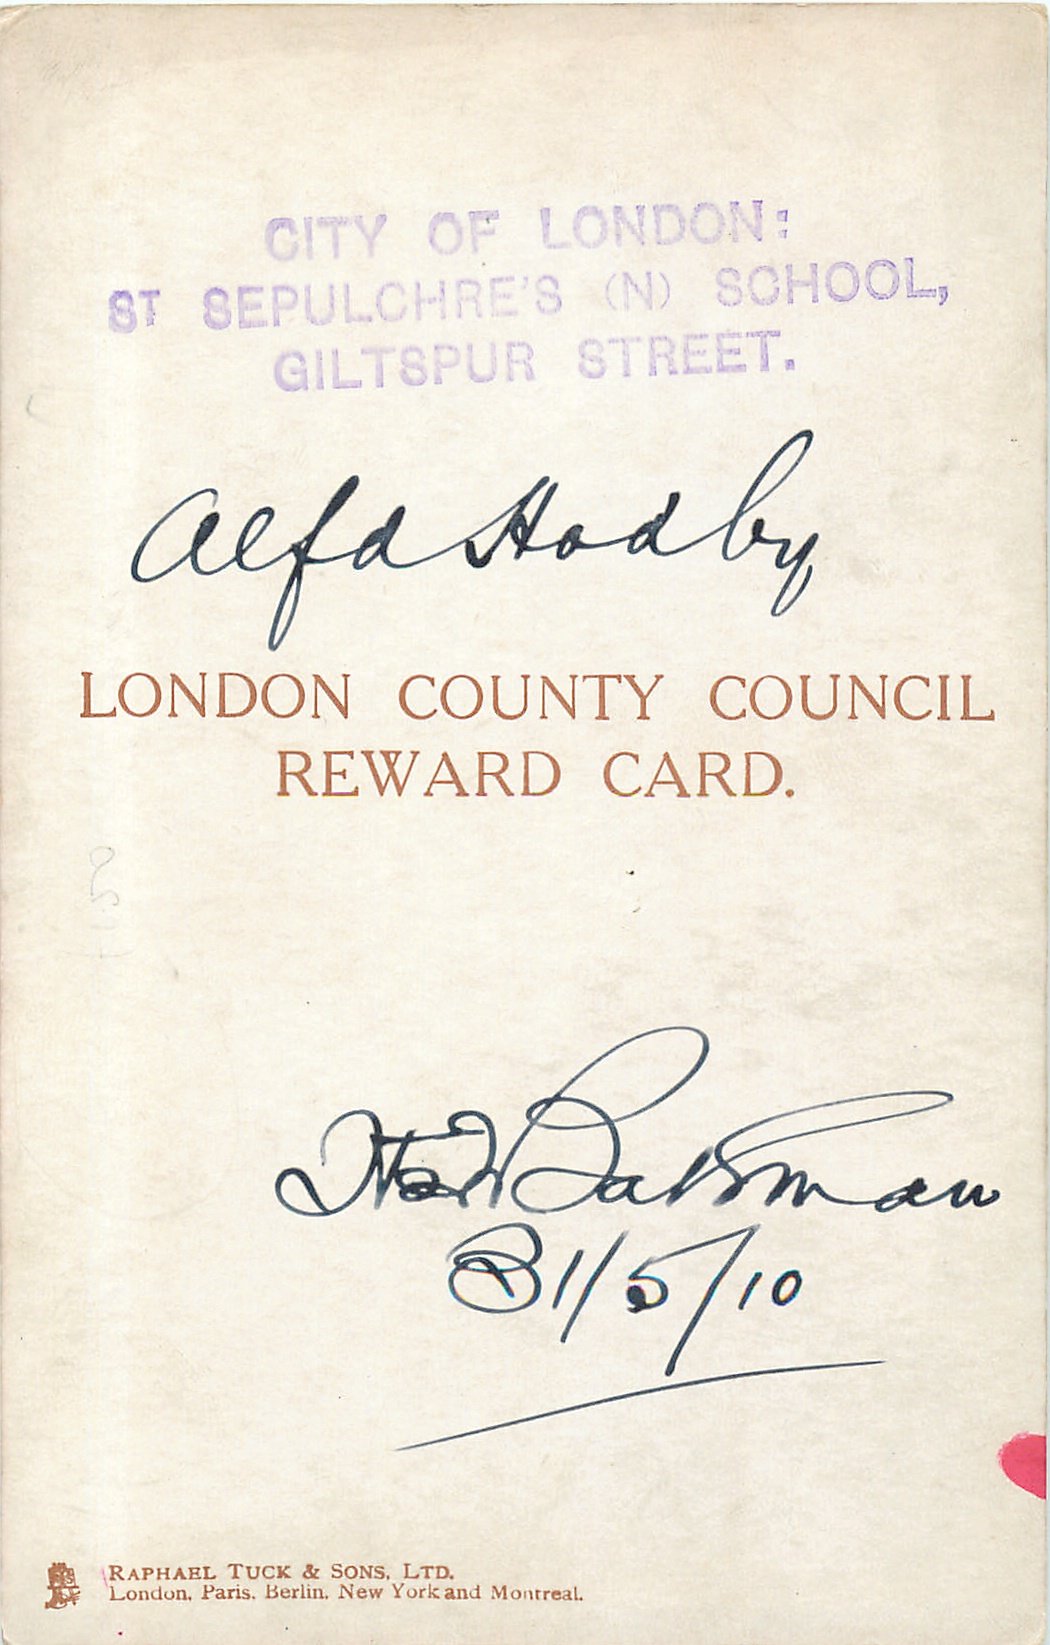 CITY OF LONDON:
ST SEPULCHRE'S (N) SCHOOL,
GILTSPUR STREET.
Alfd Hodby
LONDON COUNTY COUNCIL
REWARD CARD.
31/5/10
RAPHAEL TUCK & SONS, LTD.
London, Paris, Berlin, New York and Montreal.